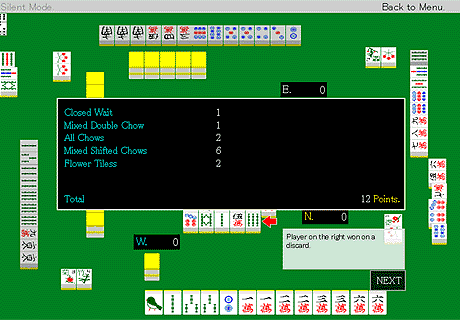 Silent Mode.
Back to Menu.
E. 0
Closed Wait 1
Mixed Double Chow 1
All Chows 2
Mixed Shifted Chows 6
Flower Tiless 2
Total 12 Points.
N. 0
W. 0
Player on the right won on a
discard.
NEXT